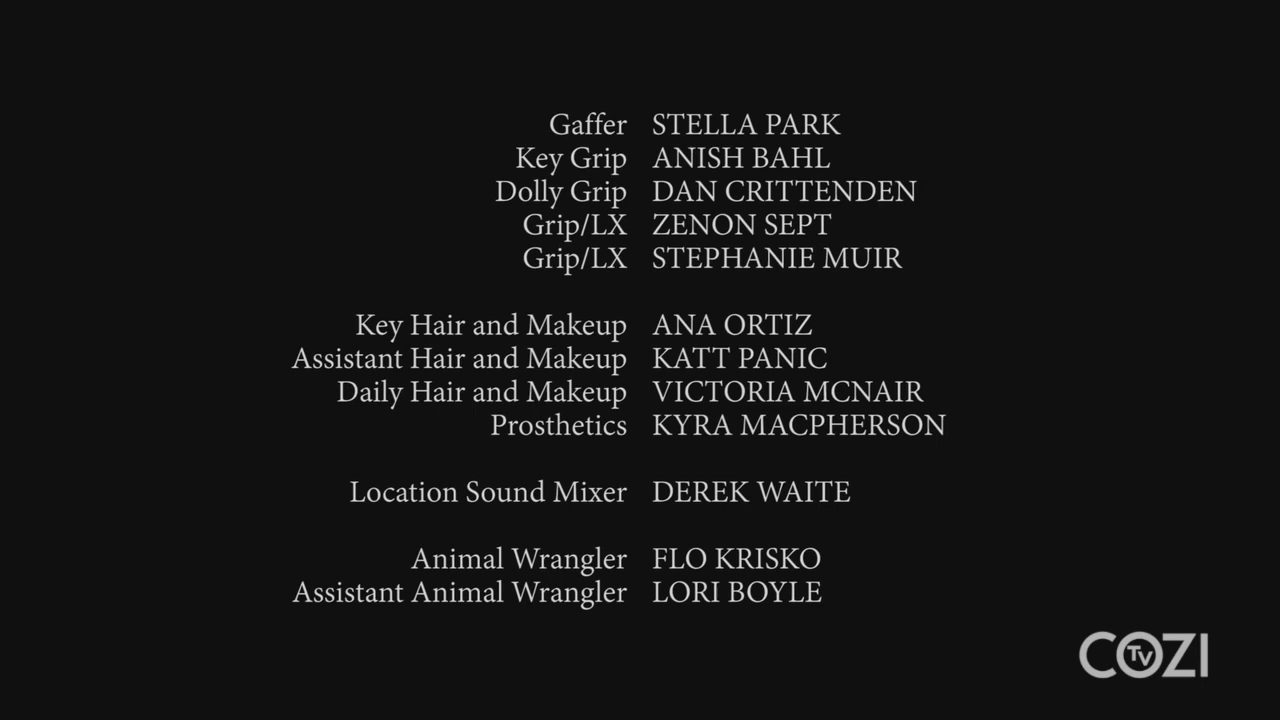 Gaffer STELLA PARK
Key Grip ANISH BAHL
Dolly Grip DAN CRITTENDEN
Grip/LX ZENON SEPT
Grip/LX STEPHANIE MUIR
Key Hair and Makeup ANA ORTIZ
Assistant Hair and Makeup KATT PANIC
Daily Hair and Makeup VICTORIA MCNAIR
Prosthetics KYRA MACPHERSON
Location Sound Mixer DEREK WAITE
Animal Wrangler FLO KRISKO
Assistant Animal Wrangler LORI BOYLE
COZI TV